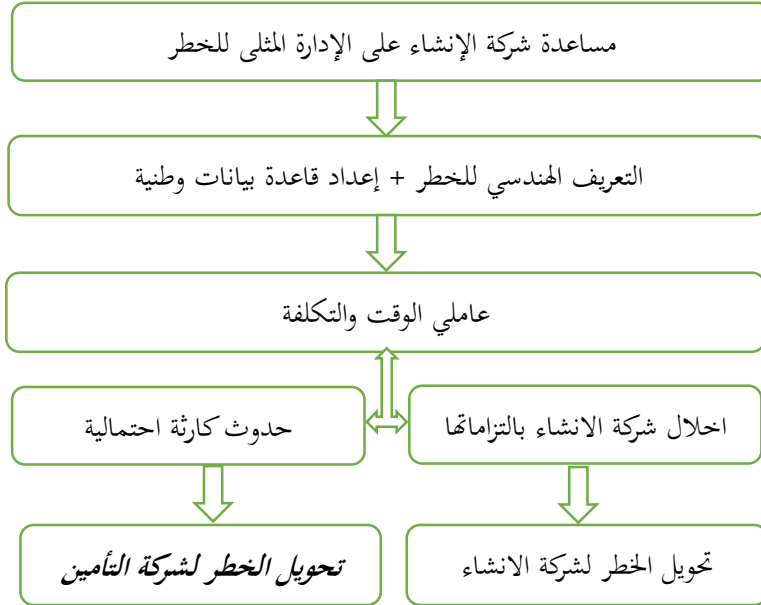 مساعدة شركة الإنشاء على الإدارة المثلى للخطر
التعريف الهندسي للخطر + إعداد قاعدة بيانات وطنية
عاملي الوقت والتكلفة
اخلال شركة الانشاء بالتزاماتها
حدوث كارثة احتمالية
تحويل الخطر لشركة الانشاء
تحويل الخطر لشركة التأمين